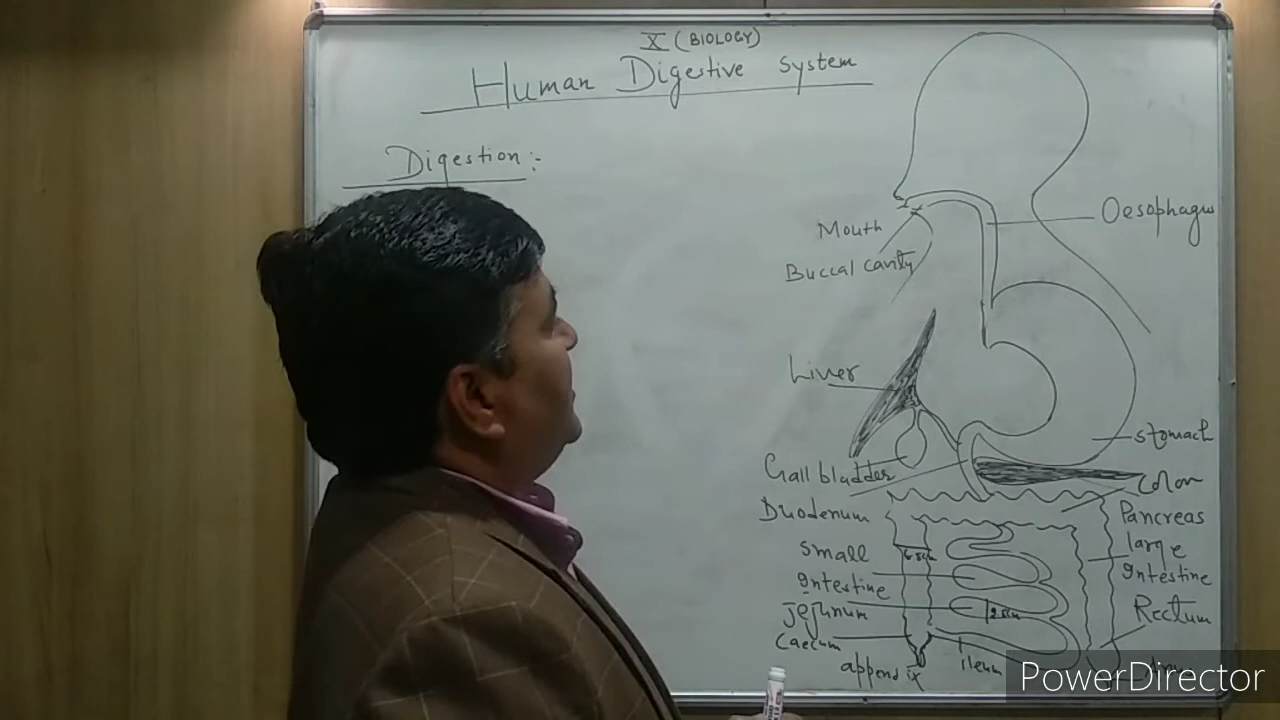 X (BIOLOGY)
Human Digestive System
Digestion :-
Oesophagus
Mouth
Buccal cavity
Liver
Stomach
Gall bladder
Colon
Duodenum
Pancreas
small
Intestine
large
Intestine
Jejunum
Rectum
Caecum
appendix
ileum
PowerDirector